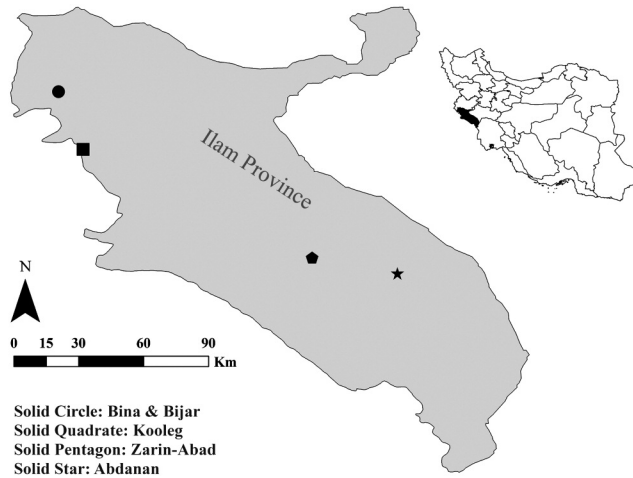 Ilam Province
N
0 15 30 60 90
Km
Solid Circle: Bina & Bijar
Solid Quadrate: Kooleg
Solid Pentagon: Zarin-Abad
Solid Star: Abdanan